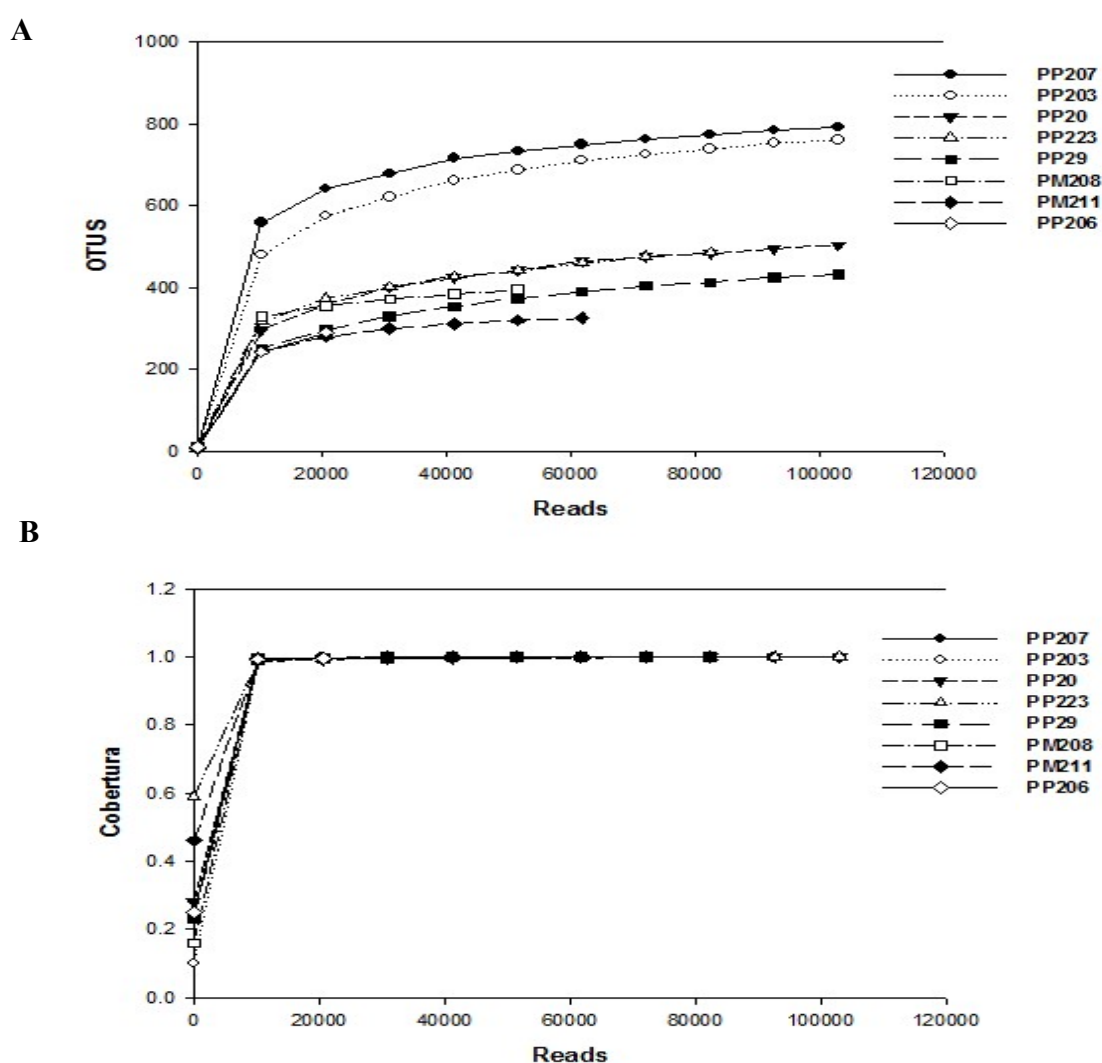 A
1000
800
600
400
200
0
OTUS
0 20000 40000 60000 80000 100000 120000
Reads
PP207
PP203
PP20
PP223
PP29
PM208
PM211
PP206
B
1.2
1.0
0.8
0.6
0.4
0.2
0.0
Cobertura
0 20000 40000 60000 80000 100000 120000
Reads
PP207
PP203
PP20
PP223
PP29
PM208
PM211
PP206